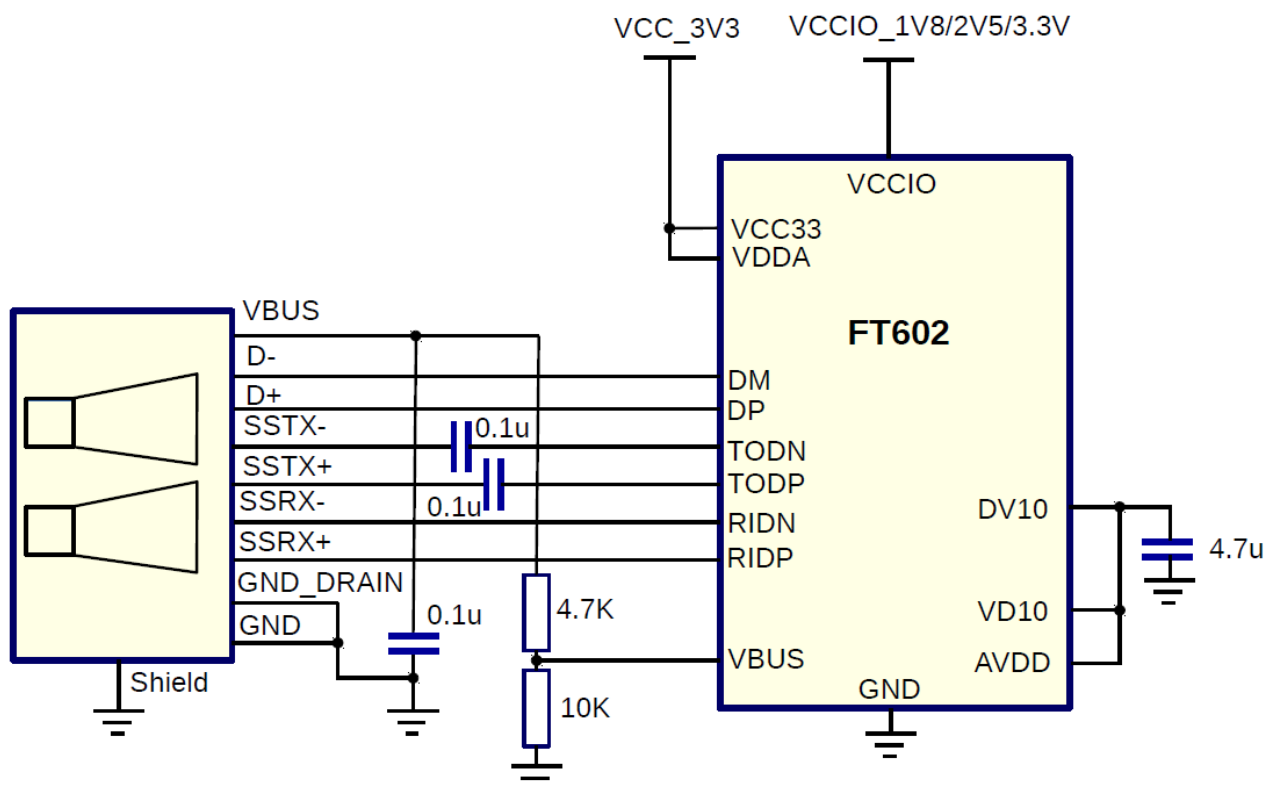 VCC_3V3
VCCIO_1V8/2V5/3.3V
VCCIO
VCC33
VDDA
FT602
VBUS
D-
D+
SSTX-
SSTX+
SSRX-
SSRX+
GND_DRAIN
GND
Shield
0.1u
0.1u
0.1u
4.7K
10K
DM
DP
TODN
TODP
RIDN
RIDP
VBUS
GND
DV10
VD10
AVDD
4.7u